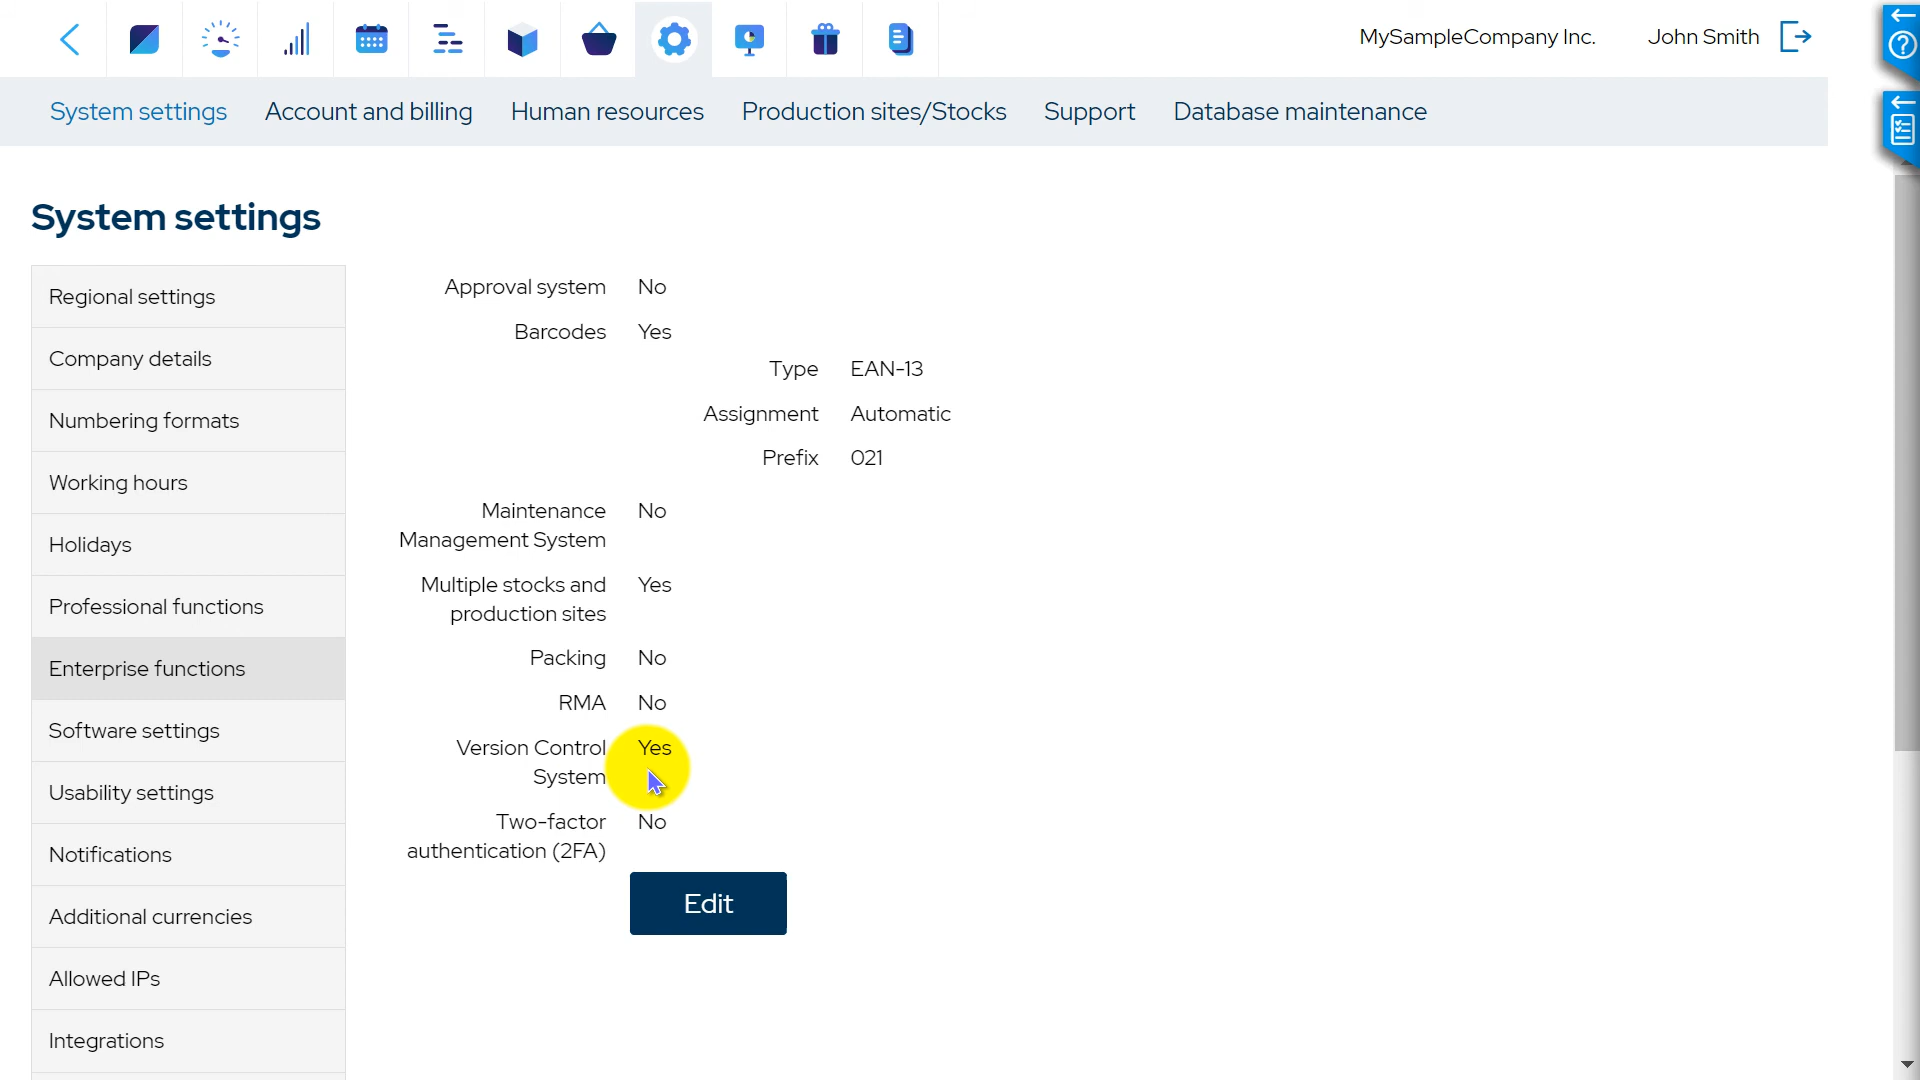 MySampleCompany Inc. John Smith
System settings Account and billing Human resources Production sites/Stocks Support Database maintenance
System settings
Regional settings
Company details
Numbering formats
Working hours
Holidays
Professional functions
Enterprise functions
Software settings
Usability settings
Notifications
Additional currencies
Allowed IPs
Integrations
Approval system No
Barcodes Yes
Type EAN-13
Assignment Automatic
Prefix 021
Maintenance No
Management System
Multiple stocks and Yes
production sites
Packing No
RMA No
Version Control Yes
System
Two-factor No
authentication (2FA)
Edit